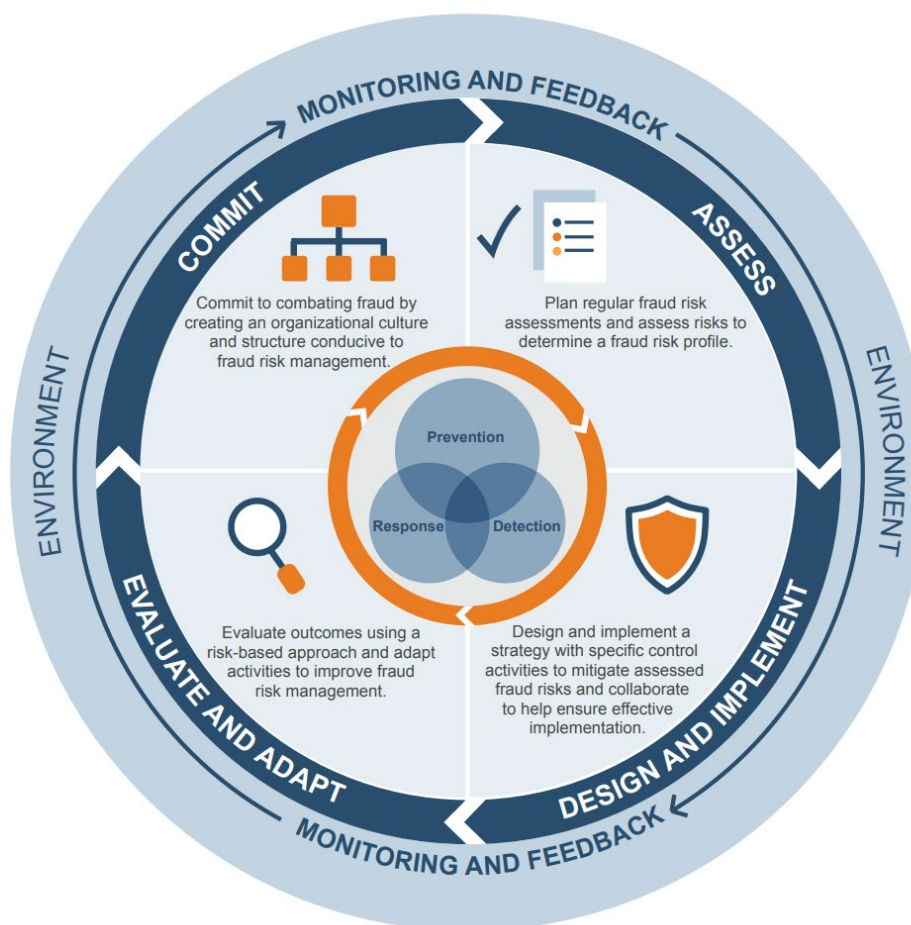 MONITORING AND FEEDBACK
COMMIT
ASSESS
Commit to combating fraud by
creating an organizational culture
and structure conducive to
fraud risk management.
Plan regular fraud risk
assessments and assess risks to
determine a fraud risk profile.
ENVIRONMENT
ENVIRONMENT
Prevention
Response
Detection
Evaluate outcomes using a
risk-based approach and adapt
activities to improve fraud
risk management.
Design and implement a
strategy with specific control
activities to mitigate assessed
fraud risks and collaborate
to help ensure effective
implementation.
EVALUATE AND ADAPT
DESIGN AND IMPLEMENT
MONITORING AND FEEDBACK